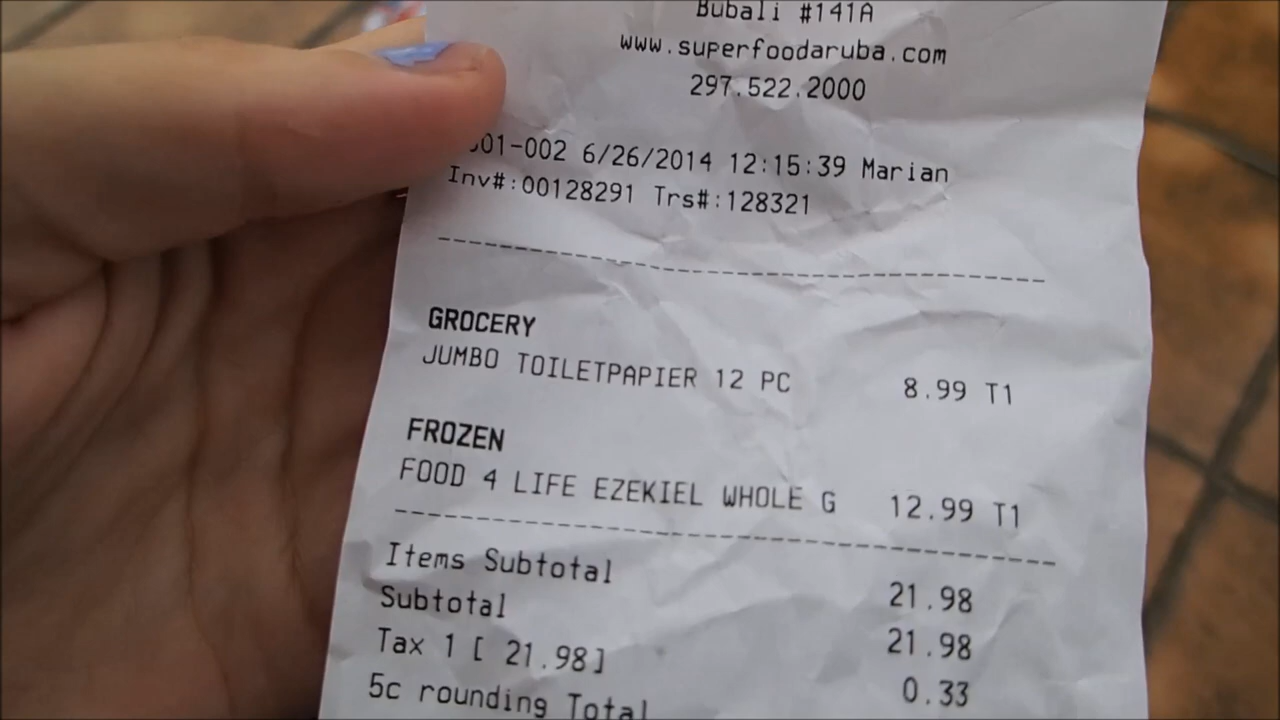 Bubali #141A
www.superfoodaruba.com
297.522.2000
01-002 6/26/2014 12:15:39 Marian
Inv#:00128291 Trs#:128321
GROCERY
JUMBO TOILETPAPIER 12 PC 8.99 T1
FROZEN
FOOD 4 LIFE EZEKIEL WHOLE G 12.99 T1
Items Subtotal 21.98
Subtotal 21.98
Tax 1 [ 21.98] 0.33
5c rounding Total